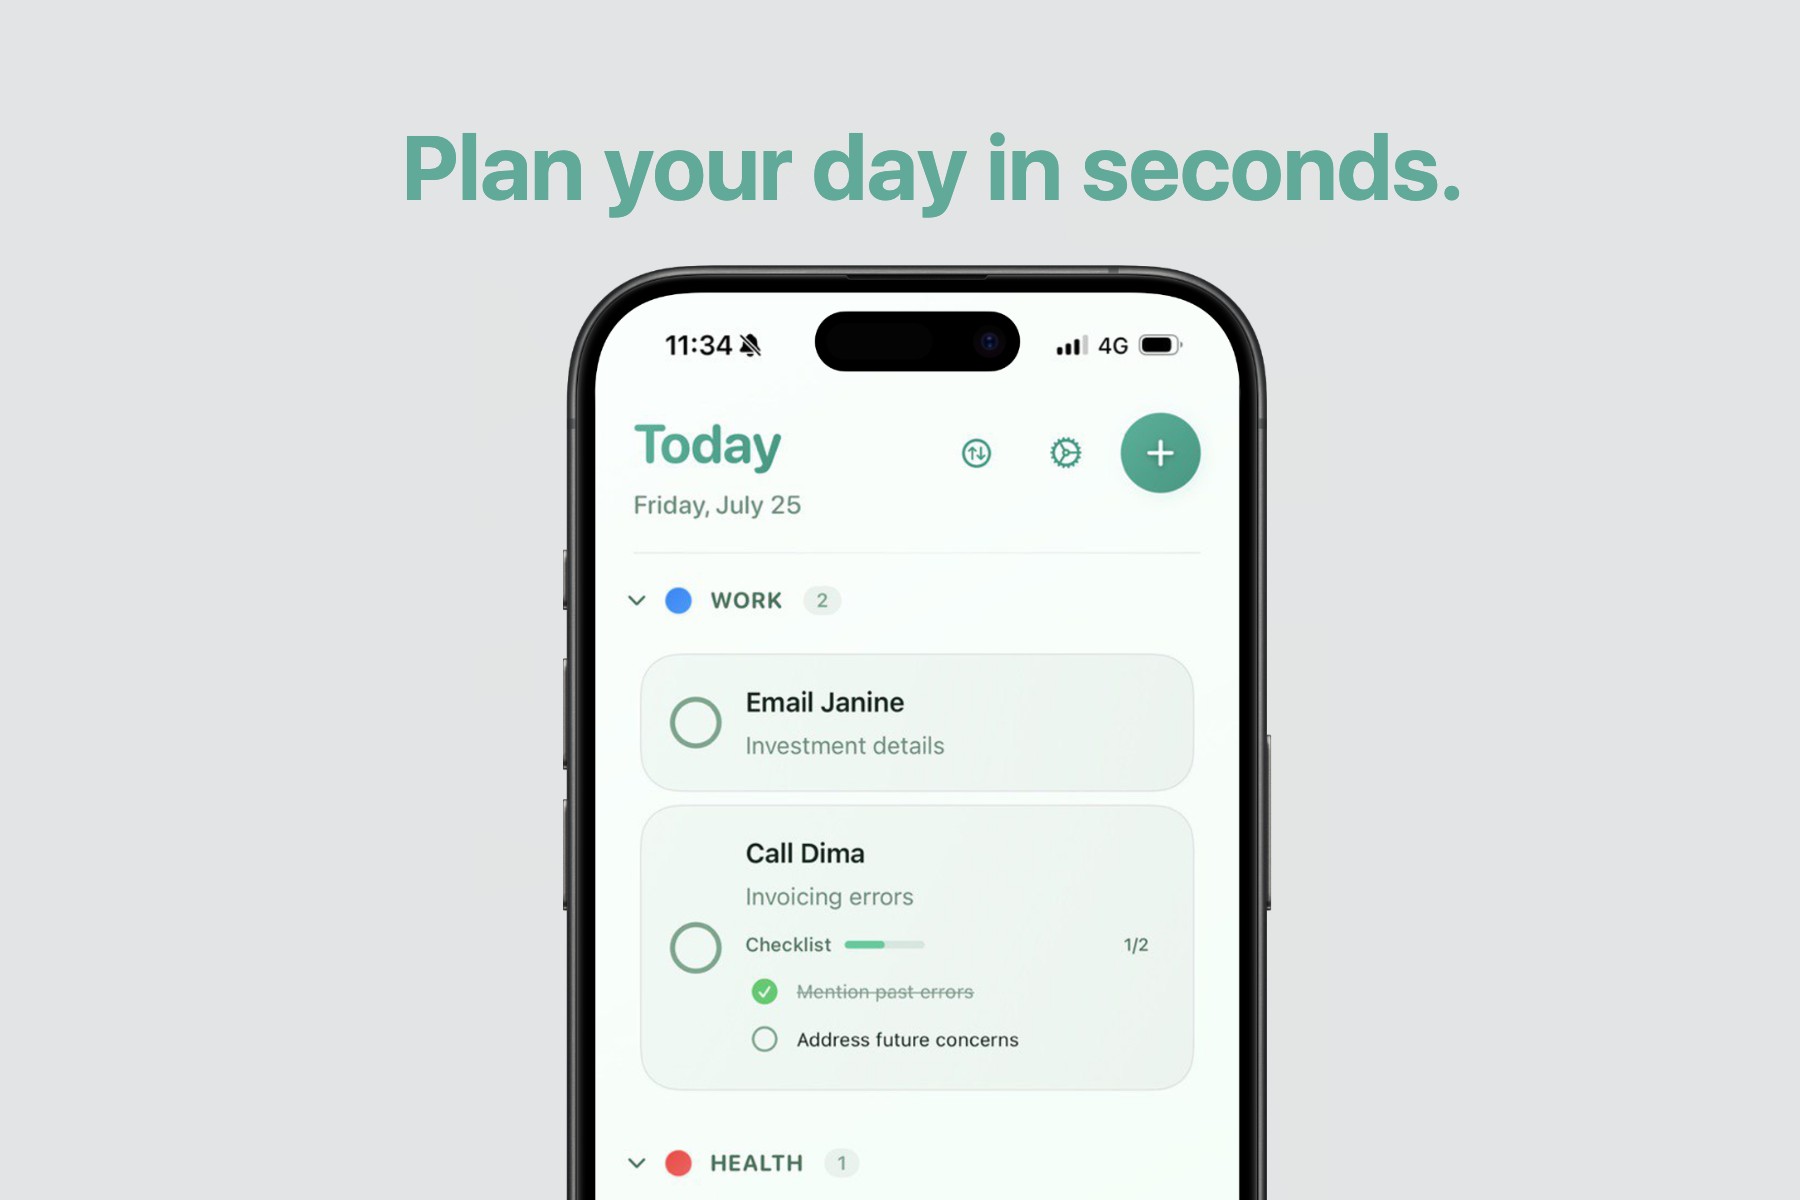 Plan your day in seconds.
11:34 4G
Today
Friday, July 25
WORK 2
Email Janine
Investment details
Call Dima
Invoicing errors
Checklist 1/2
Mention past errors
Address future concerns
HEALTH 1